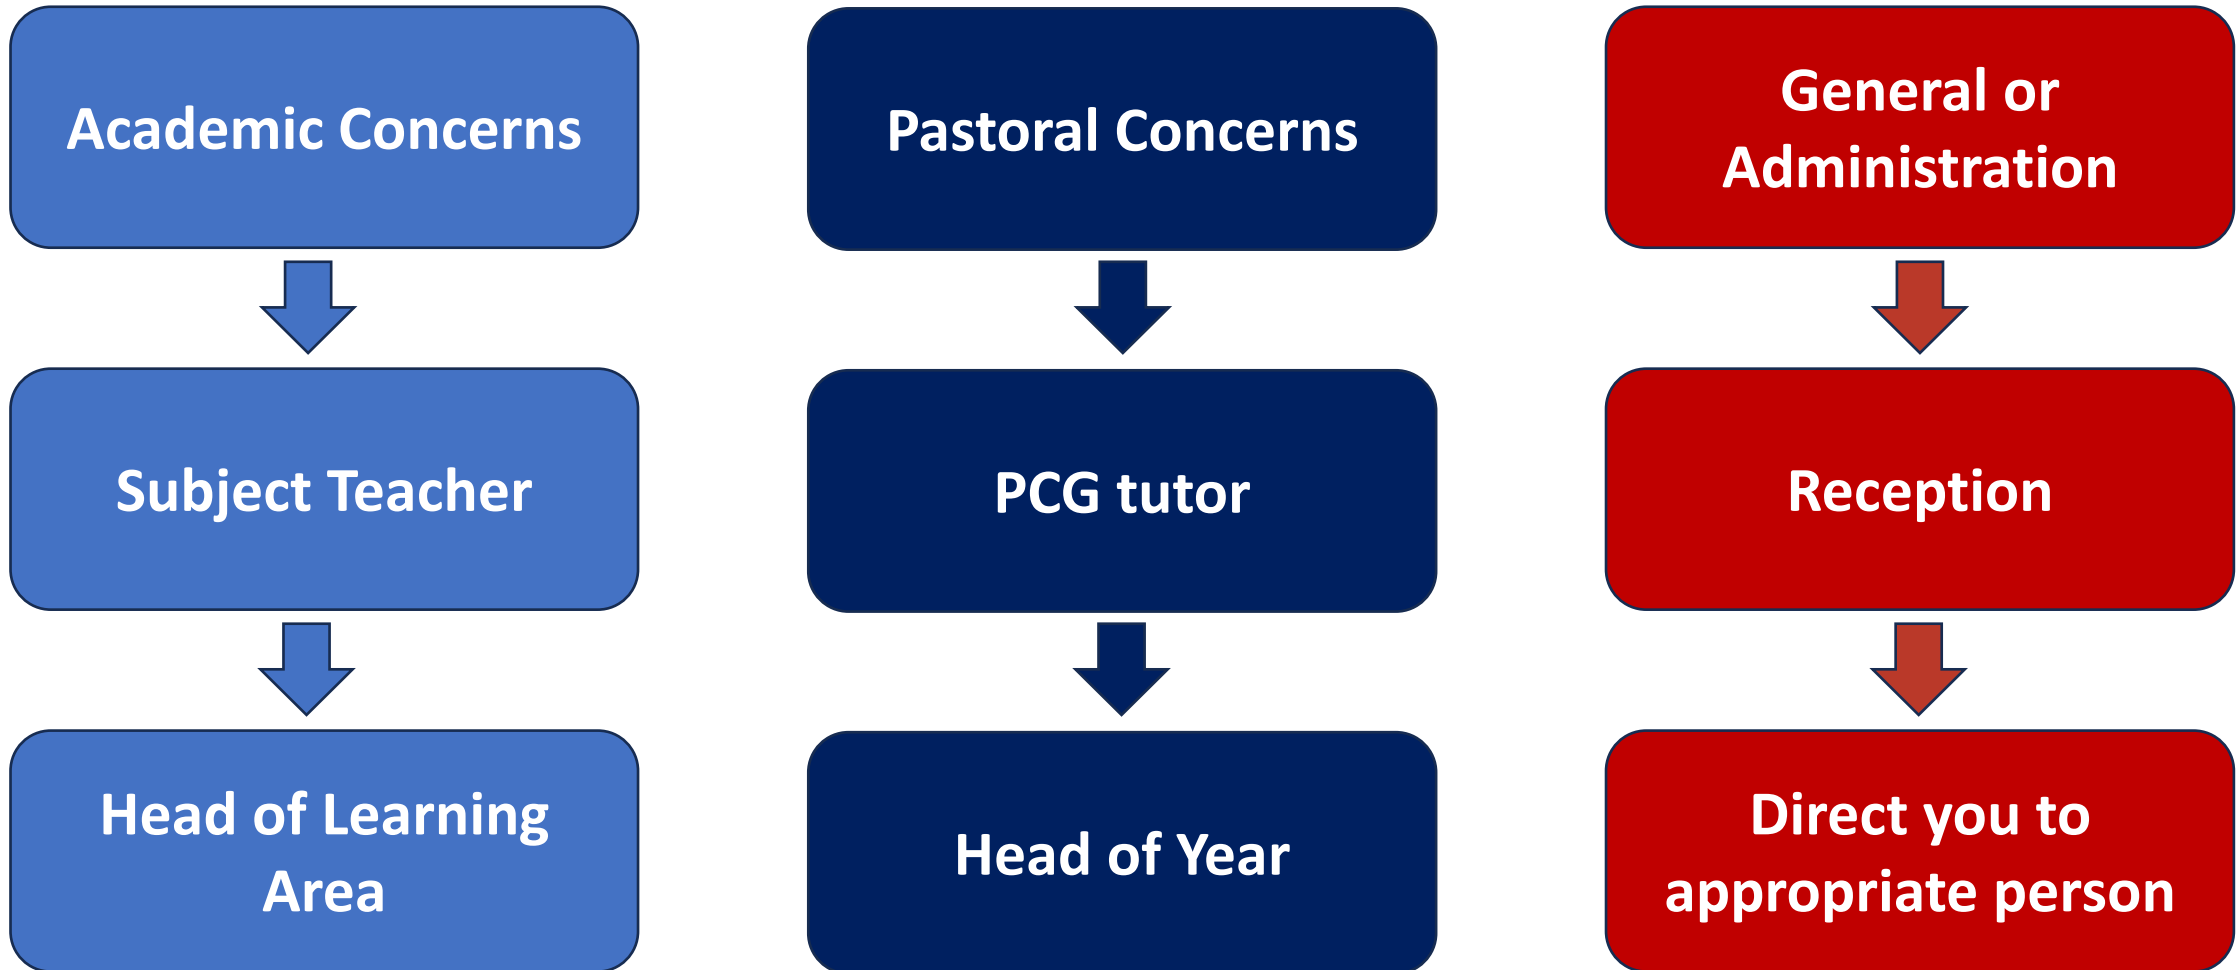 Academic Concerns
Subject Teacher
Head of Learning
Area
Pastoral Concerns
PCG tutor
Head of Year
General or
Administration
Reception
Direct you to
appropriate person